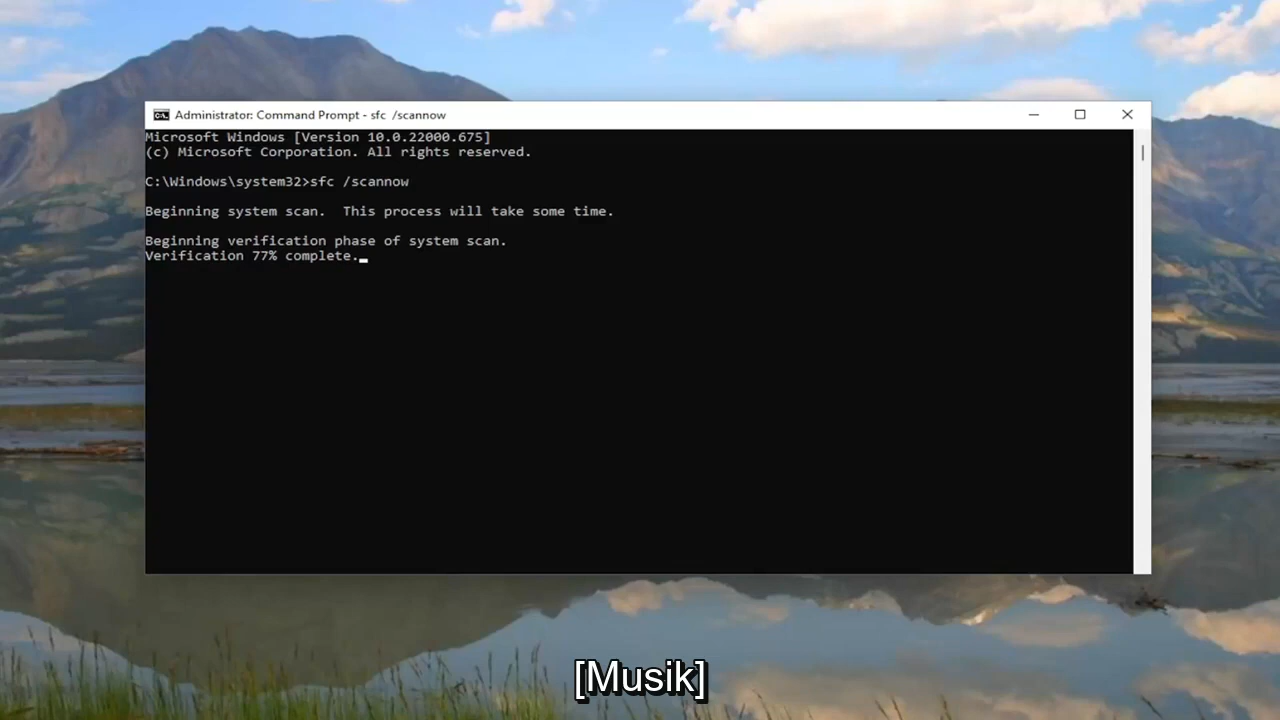 Administrator: Command Prompt - sfc  /scannow
Microsoft Windows [Version 10.0.22000.675]
(c) Microsoft Corporation. All rights reserved.
C:\Windows\system32>sfc /scannow
Beginning system scan.  This process will take some time.
Beginning verification phase of system scan.
Verification 77% complete.
[Musik]